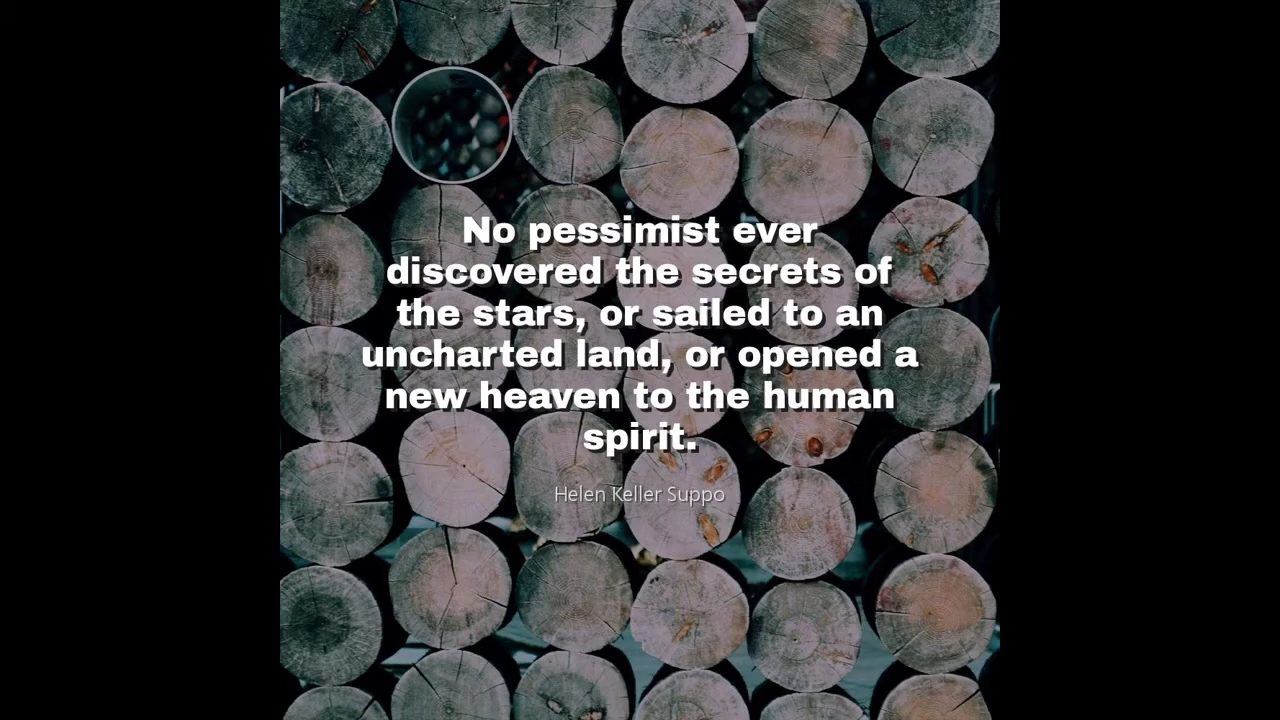 No pessimist ever
discovered the secrets of
the stars, or sailed to an
uncharted land, or opened a
new heaven to the human
spirit.
Helen Keller Suppo